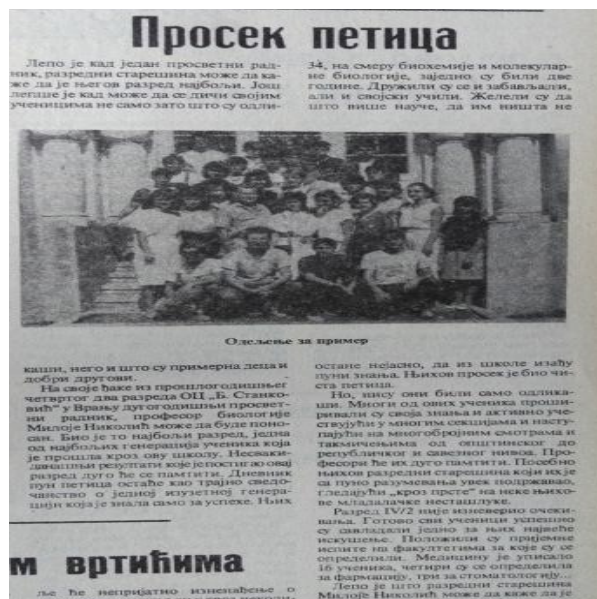 Просек петица
Лепо је кад један просветни рад-
ник, разредни старешина може да ка-
же да је његов разред најбољи. Још
лепше је кад може да се дичи својим
ученицима не само зато што су одли-
каши, него и што су примерна деца и
добри другови.
На своје ђаке из прошлогодишњег
четвртог два разреда ОЦ „Б. Станко-
вић" у Врању дугогодишњи просвет-
ни радник, професор биологије
Милоје Николић може да буде поно-
сан. Био је то најбољи разред, једна
од најбољих генерација ученика која
је прошла кроз ову школу. Несваки-
дашњи резултати које је постигао овај
разред дуго ће се памтити. Дневник
пун петица остаће као трајно сведо-
чанство о једној изузетној генера-
цији која је знала само за успехе. Њих
34, на смеру биохемије и молекулар-
не биологије, заједно су били две
године. Дружили су се и забављали,
али и својски учили. Желели су да
што више науче, да им ништа не
остане нејасно, да из школе изађу
пуни знања. Њихов просек је био чи-
ста петица.
Но, нису они били само одлика-
ши. Многи од ових ученика проши-
ривали су своја знања и активно уче-
ствујући у многим секцијама и насту-
пајући на многобројним смотрама и
такмичењима од општинског до
републичког и савезног нивоа. Про-
фесори ће их дуго памтити. Посебно
њихов разредни старешина који их је
са пуно разумевања увек подржавао,
гледајући „кроз прсте" на неке њихо-
ве младалачке несташлуке.
Разред IV/2 није изневерио очеки-
вања. Готово сви ученици успешно
су савладали једно за њих највеће
искушење. Положили су пријемне
испите на факултетима за које су се
определили. Медицину је уписало
16 ученика, четири су се определила
за фармацију, три за стоматологију...
Лепо је што разредни старешина
Милоје Николић може да каже да је
Одељење за пример
м вртићима
ље ће непријатно изненађење о